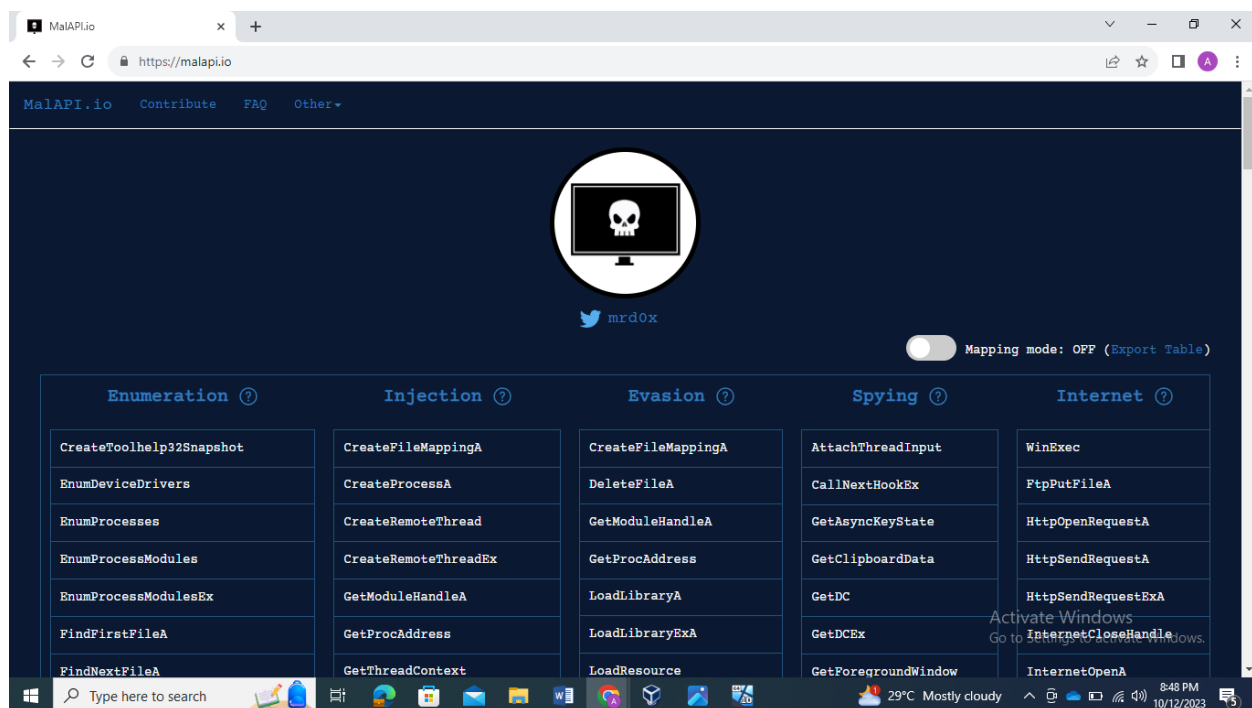 MalAPI.io
https://malapi.io
A
MalAPI.io Contribute FAQ Other
mrd0x
Mapping mode: OFF (Export Table)
Enumeration ? Injection ? Evasion ? Spying ? Internet ?
CreateToolhelp32Snapshot CreateFileMappingA CreateFileMappingA AttachThreadInput WinExec
EnumDeviceDrivers CreateProcessA DeleteFileA CallNextHookEx FtpPutFileA
EnumProcesses CreateRemoteThread GetModuleHandleA GetAsyncKeyState HttpOpenRequestA
EnumProcessModules CreateRemoteThreadEx GetProcAddress GetClipboardData HttpSendRequestA
EnumProcessModulesEx GetModuleHandleA LoadLibraryA GetDC HttpSendRequestExA
Activate Windows
FindFirstFileA GetProcAddress LoadLibraryExA GetDCEx InternetCloseHandle
Go to Settings to activate Windows.
FindNextFileA GetThreadContext LoadResource GetForegroundWindow InternetOpenA
Type here to search
29°C Mostly cloudy
8:48 PM
10/12/2023
5